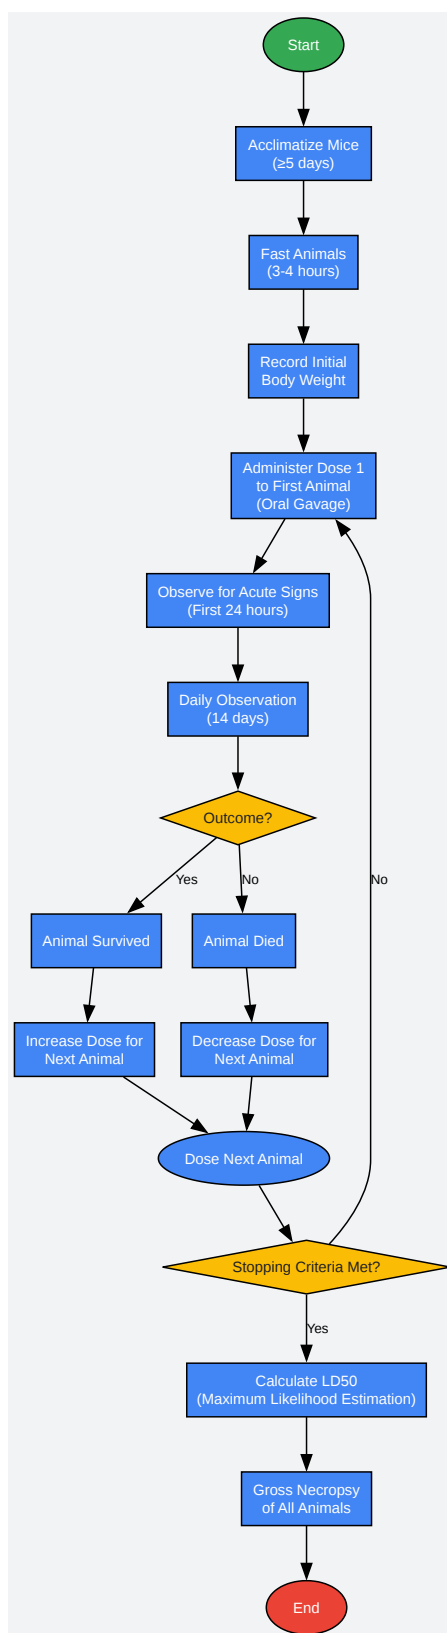 Start
Acclimatize Mice
(≥5 days)
Fast Animals
(3-4 hours)
Record Initial
Body Weight
Administer Dose 1
to First Animal
(Oral Gavage)
Observe for Acute Signs
(First 24 hours)
Daily Observation
(14 days)
Outcome?
Yes
No
No
Animal Survived
Animal Died
Increase Dose for
Next Animal
Decrease Dose for
Next Animal
Dose Next Animal
Stopping Criteria Met?
Yes
Calculate LD50
(Maximum Likelihood Estimation)
Gross Necropsy
of All Animals
End